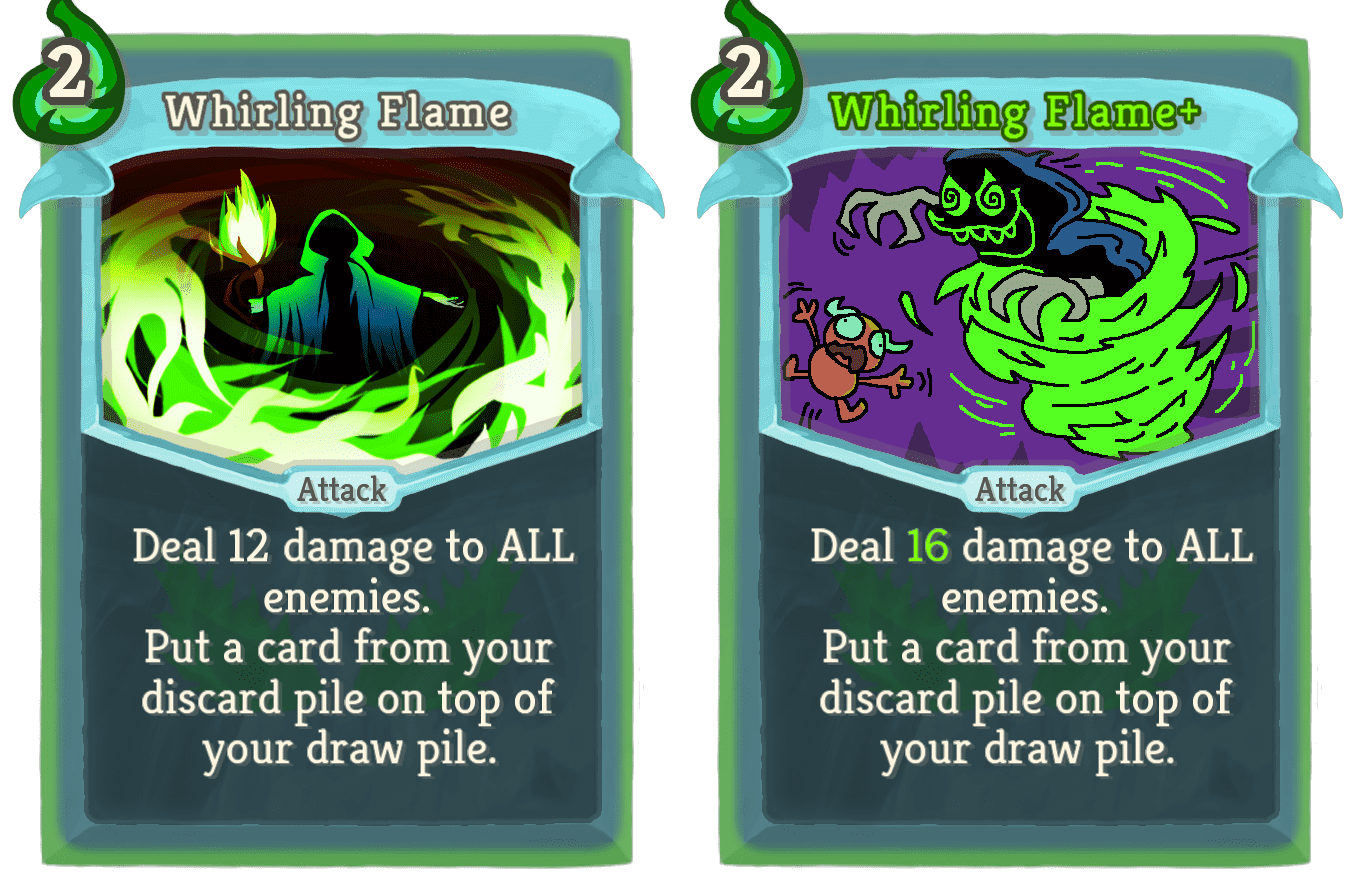 2
Whirling Flame
Attack
Deal 12 damage to ALL
enemies.
Put a card from your
discard pile on top of
your draw pile.
2
Whirling Flame+
Attack
Deal 16 damage to ALL
enemies.
Put a card from your
discard pile on top of
your draw pile.